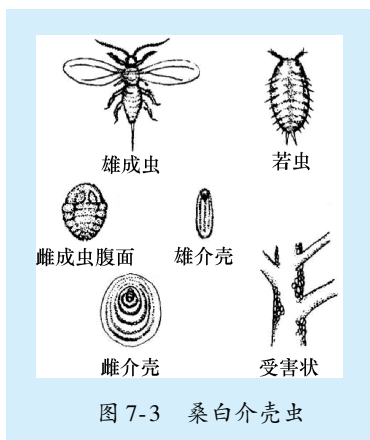 雄成虫
若虫
雌成虫腹面
雄介壳
雌介壳
受害状
图7-3 桑白介壳虫